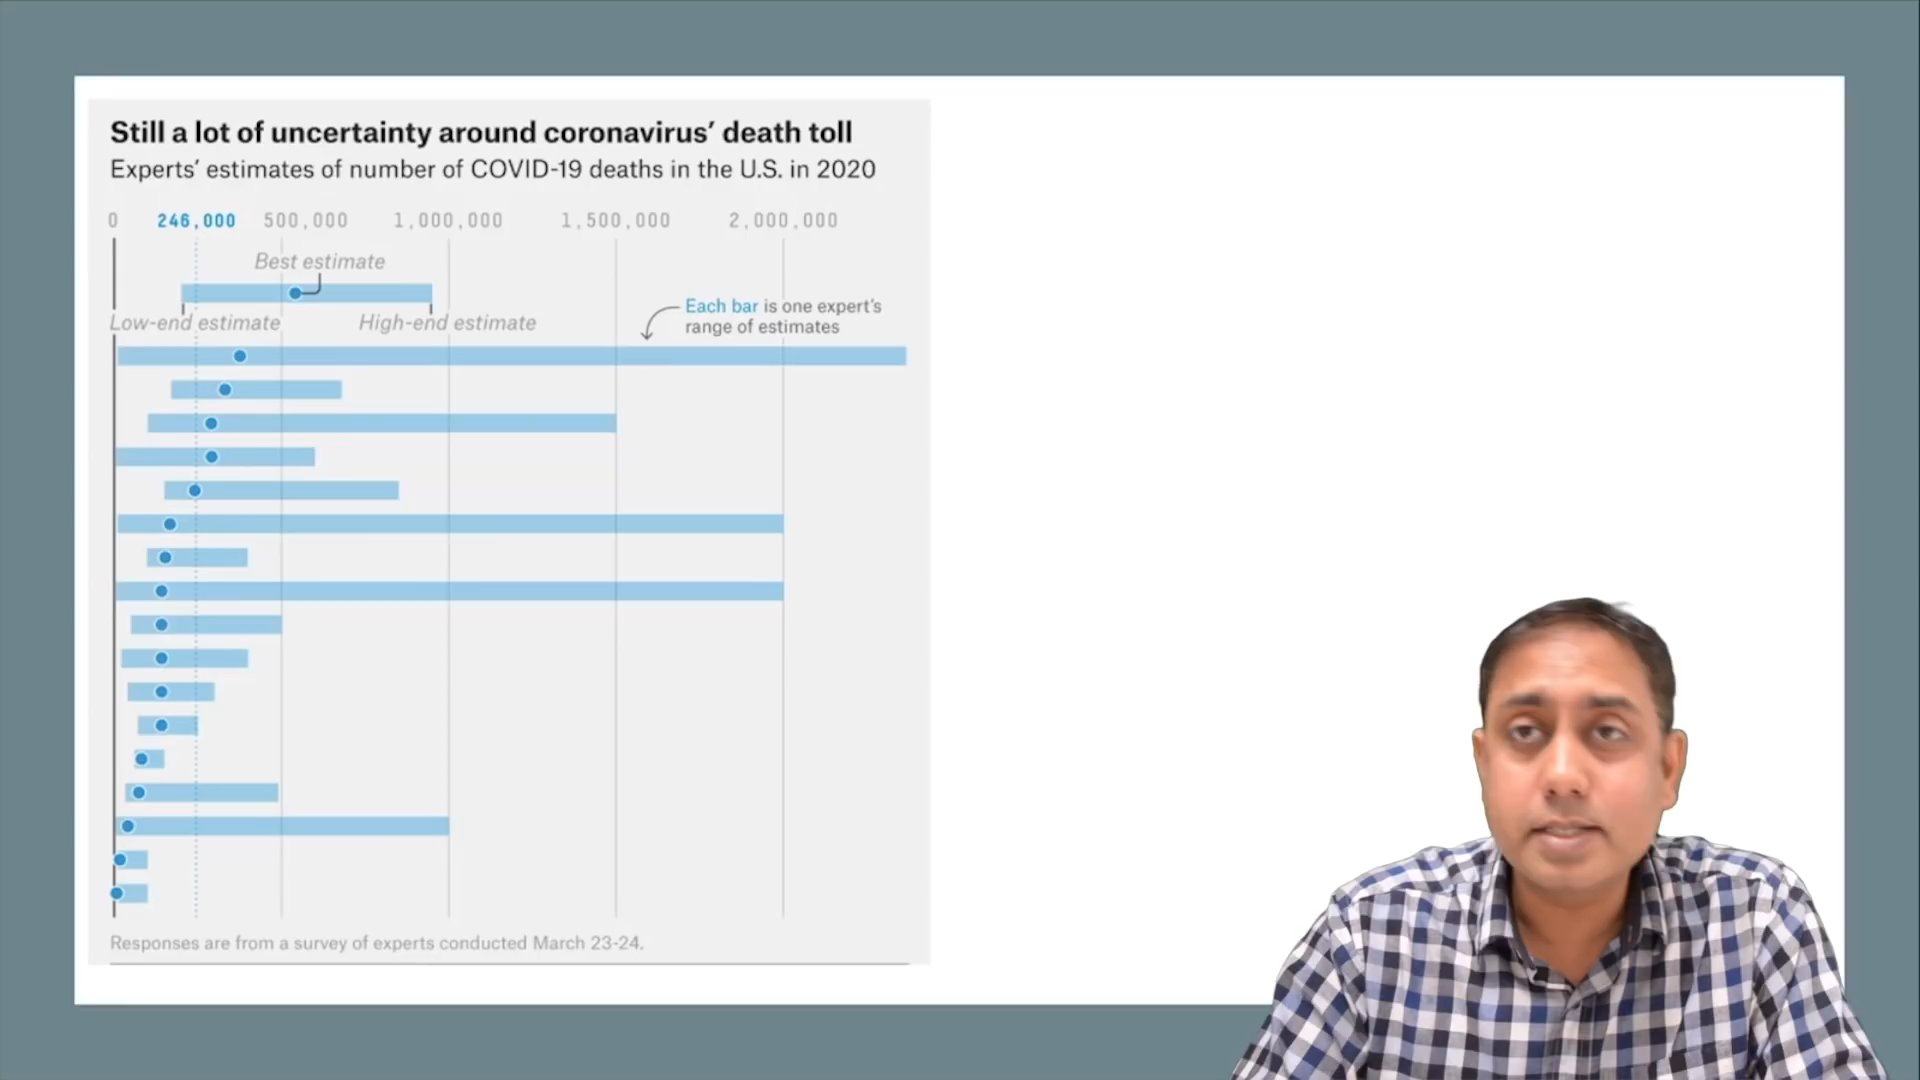 Still a lot of uncertainty around coronavirus’ death toll
Experts’ estimates of number of COVID-19 deaths in the U.S. in 2020
0 246,000 500,000 1,000,000 1,500,000 2,000,000
Best estimate
Low-end estimate High-end estimate
Each bar is one expert’s
range of estimates
Responses are from a survey of experts conducted March 23-24.